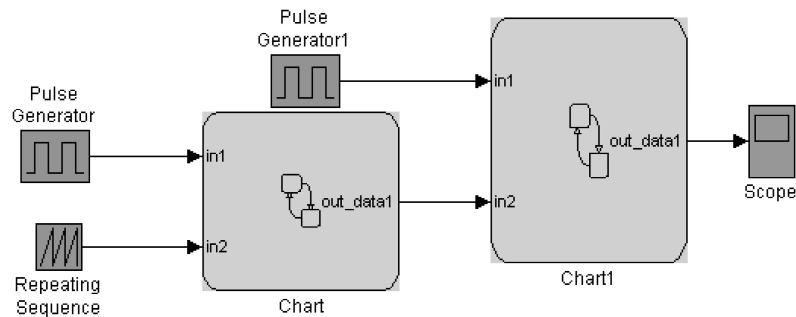 Pulse
Generator1
Pulse
Generator
in1
in2
out_data1
Chart
in1
in2
out_data1
Chart1
Scope
Repeating
Sequence